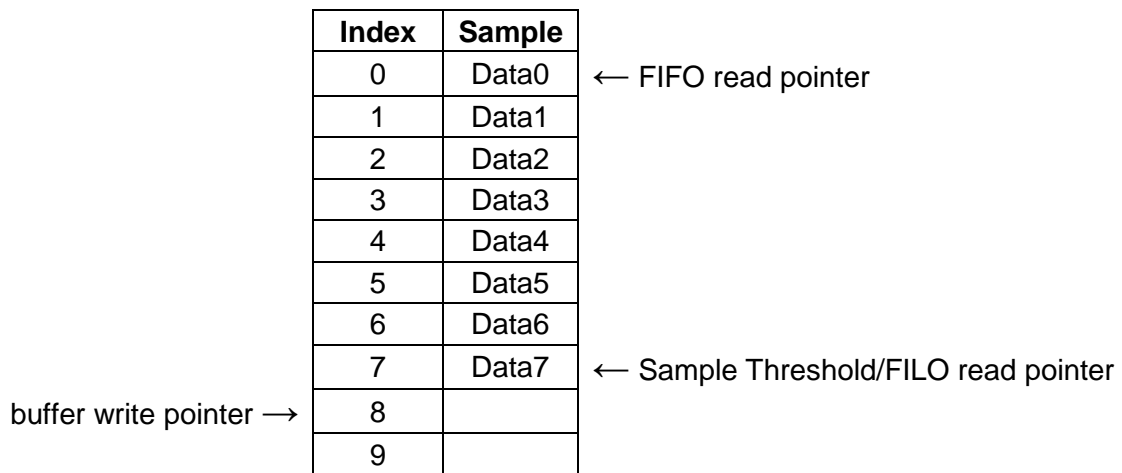 Index Sample
0 Data0 ← FIFO read pointer
1 Data1
2 Data2
3 Data3
4 Data4
5 Data5
6 Data6
7 Data7 ← Sample Threshold/FILO read pointer
buffer write pointer → 8
9